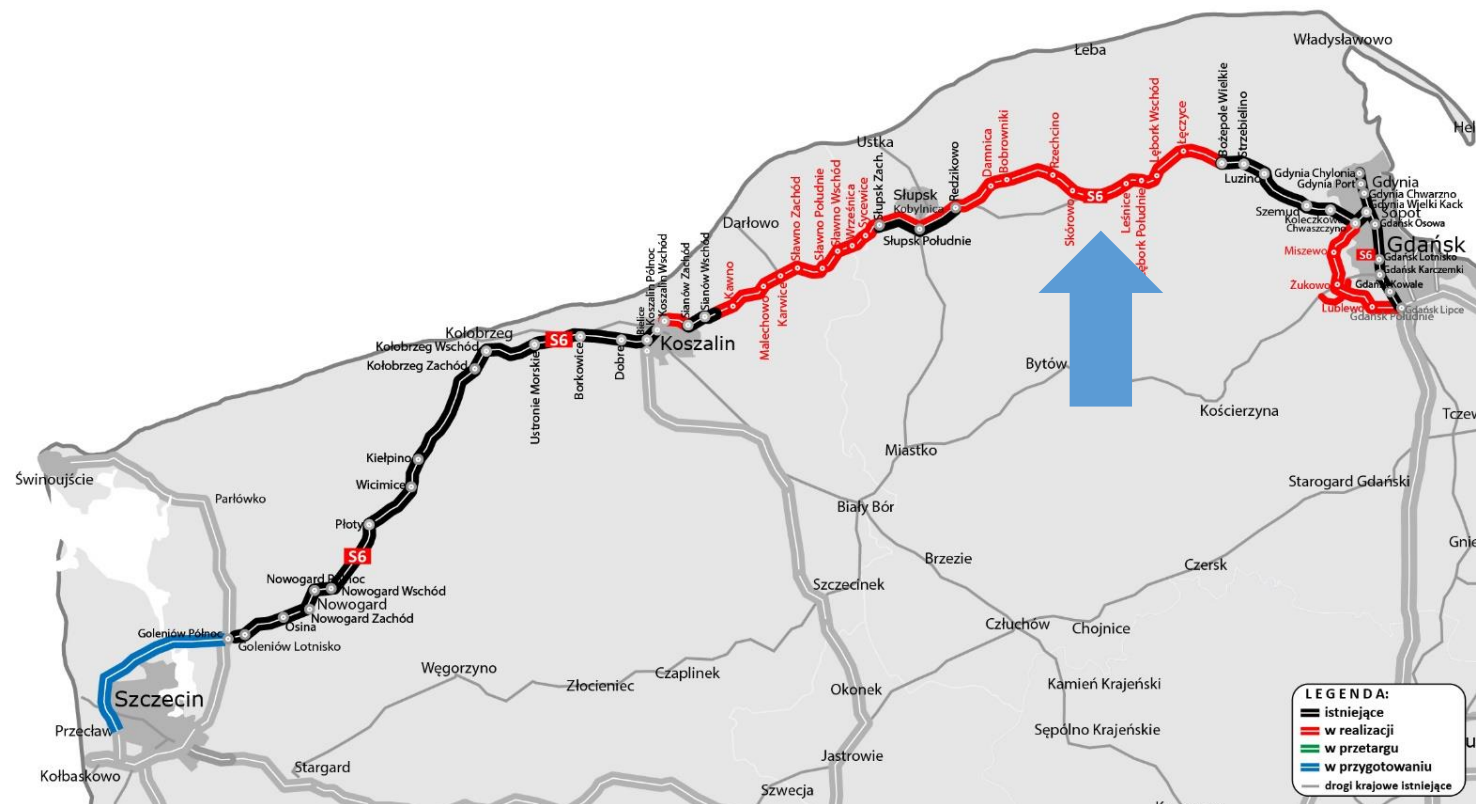 Władysławowo
Łeba
Hel
Ustka
Damnica
Bobrowniki
Rzechcino
Lębork Wschód
Łęczyce
Bożepole Wielkie
Strzebielino
Luzino
Gdynia Chylonia
Gdynia Port
Gdynia
Gdynia Chwarzno
Gdynia Wielki Kack
Sopot
Szemud
Koleczkowo
Chwaszczyno
Gdańsk Osowa
Gdańsk
Miszewo
S6
Gdańsk Lotnisko
Gdańsk Karczemki
Żukowo
Gdańsk Kowale
Lublewo
Gdańsk Lipce
Gdańsk Południe
Słupsk
Kobylnica
Redzikowo
Skórowo
S6
Leśnice
Lębork Południe
Darłowo
Sławno Zachód
Sławno Południe
Sławno Wschód
Wrześnica
Sycewice
Słupsk Zach.
Słupsk Południe
Kołobrzeg
Kołobrzeg Wschód
Kołobrzeg Zachód
Ustronie Morskie
S6
Borkowice
Dobre
Bielice
Koszalin Północ
Koszalin Wschód
Sianów Zachód
Sianów Wschód
Kawno
Malechowo
Karwice
Koszalin
Bytów
Kościerzyna
Tczew
Kiełpino
Wicimice
Miastko
Świnoujście
Parłówko
Starogard Gdański
Płoty
Biały Bór
S6
Brzezie
Czersk
Gnie
Nowogard Północ
Nowogard Wschód
Nowogard
Nowogard Zachód
Szczecinek
Osina
Goleniów Północ
Goleniów Lotnisko
Człuchów
Chojnice
Węgorzyno
Złocieniec
Czaplinek
Okonek
Kamień Krajeński
Szczecin
Przecław
Sępólno Krajeńskie
Kołbaskowo
Stargard
Jastrowie
Szwecja
LEGENDA:
istniejące
w realizacji
w przetargu
w przygotowaniu
drogi krajowe istniejące